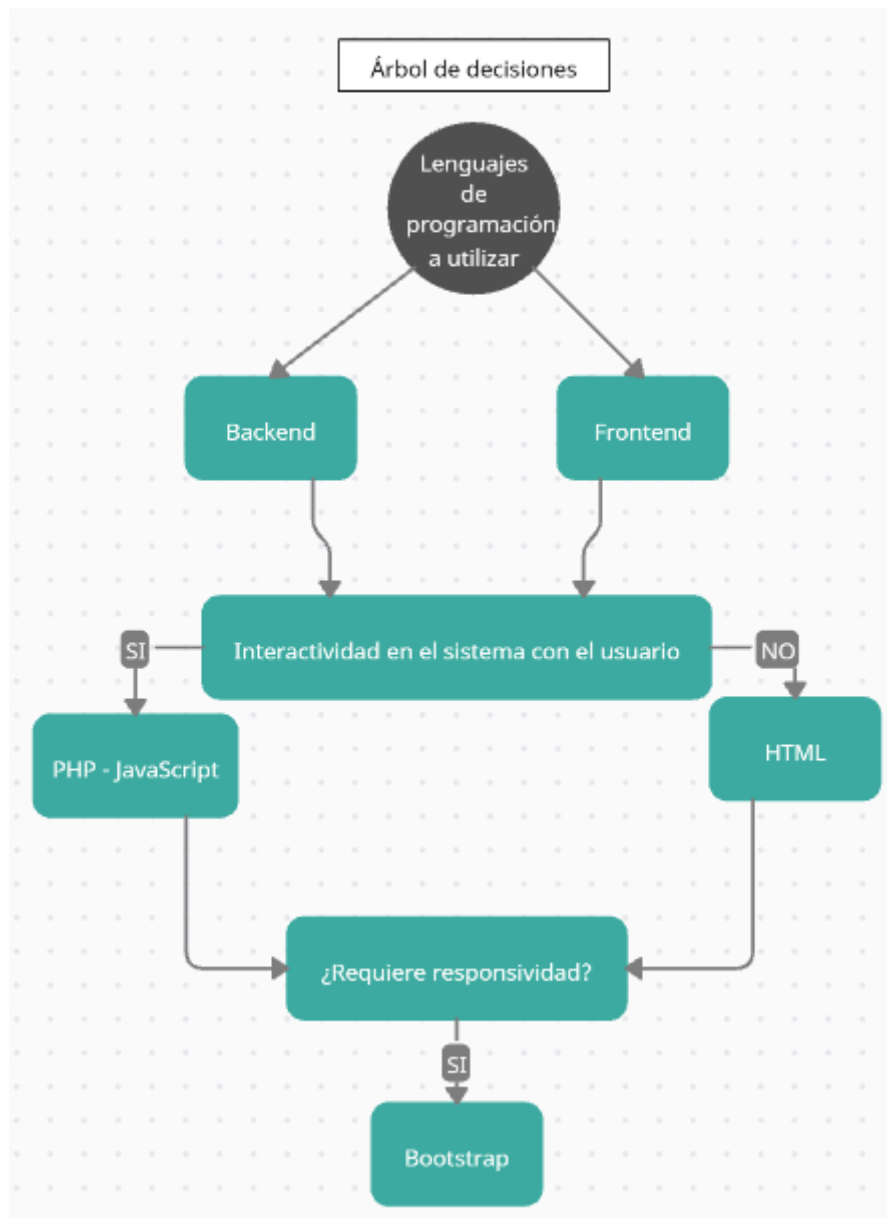 Árbol de decisiones
Lenguajes
de
programación
a utilizar
Backend
Frontend
Interactividad en el sistema con el usuario
SI
NO
PHP - JavaScript
HTML
¿Requiere responsividad?
SI
Bootstrap